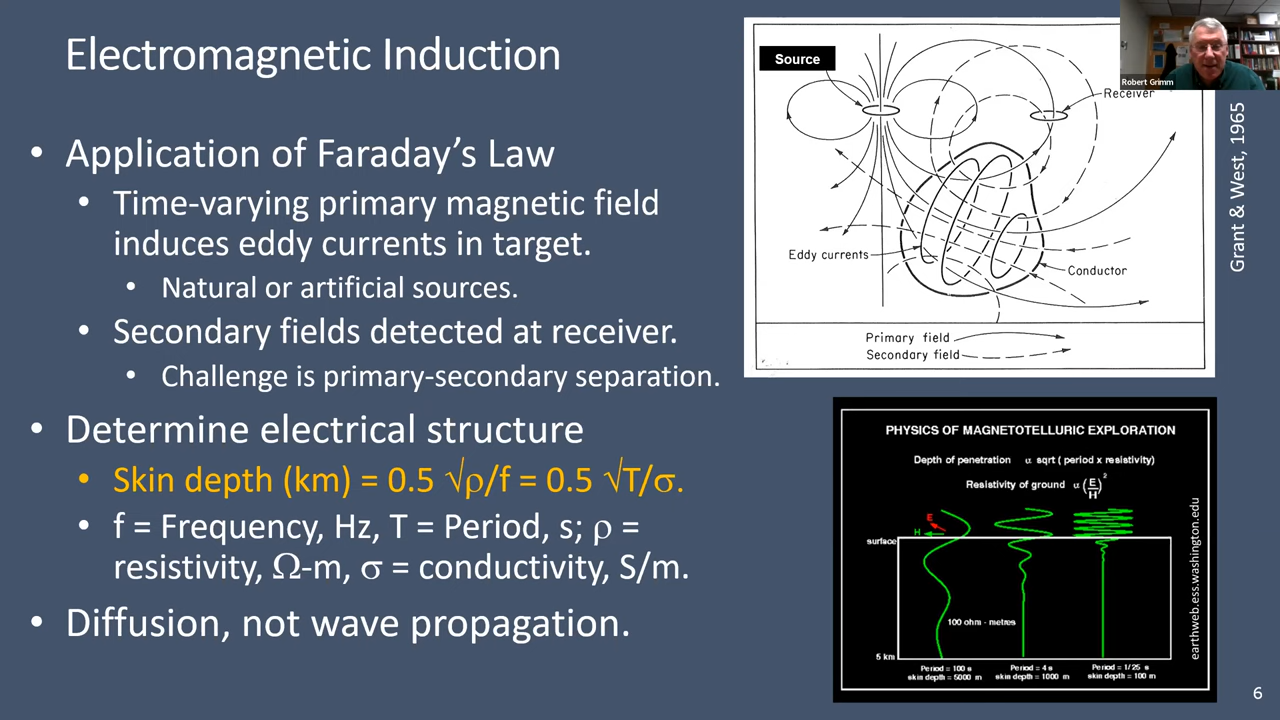 Electromagnetic Induction
• Application of Faraday's Law
• Time-varying primary magnetic field
induces eddy currents in target.
• Natural or artificial sources.
• Secondary fields detected at receiver.
• Challenge is primary-secondary separation.
• Determine electrical structure
• Skin depth (km) = 0.5 √ρ/f = 0.5 √T/σ.
• f = Frequency, Hz, T = Period, s; ρ =
resistivity, Ω-m, σ = conductivity, S/m.
• Diffusion, not wave propagation.
Source
Receiver
Eddy currents
Conductor
Primary field
Secondary field
Grant & West, 1965
Robert Grimm
PHYSICS OF MAGNETOTELLURIC EXPLORATION
Depth of penetration α sqrt ( period x resistivity)
Resistivity of ground α (E/H)²
E
H
surface
100 ohm - metres
5 km
Period = 100 s
skin depth = 5000 m
Period = 4 s
skin depth = 1000 m
Period = 1/25 s
skin depth = 100 m
earthweb.ess.washington.edu
6